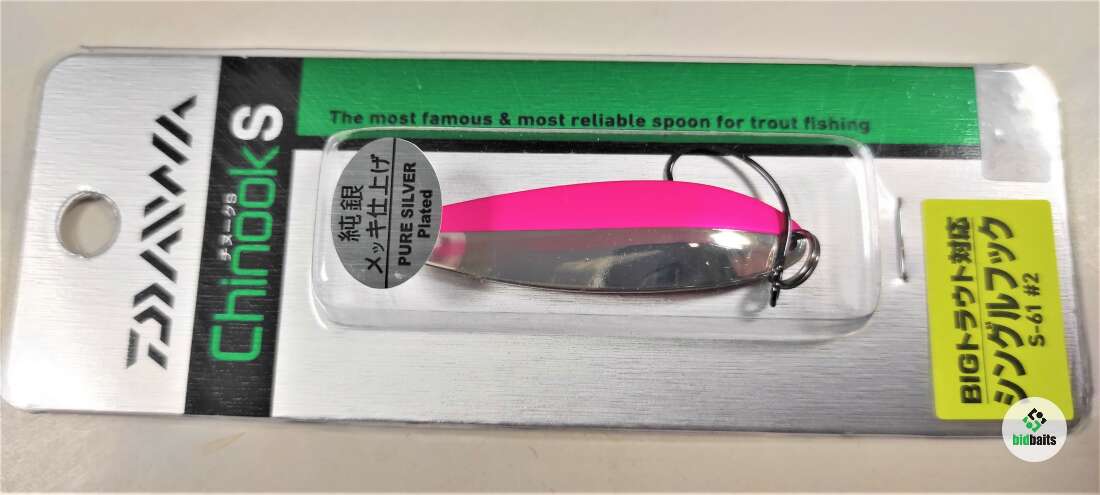 DAIWA
チヌークS
Chinook S
The most famous & most reliable spoon for trout fishing
純銀
メッキ仕上げ
PURE SILVER
Plated
BIGトラウト対応
シングルフック
S-61 #2
bidbaits